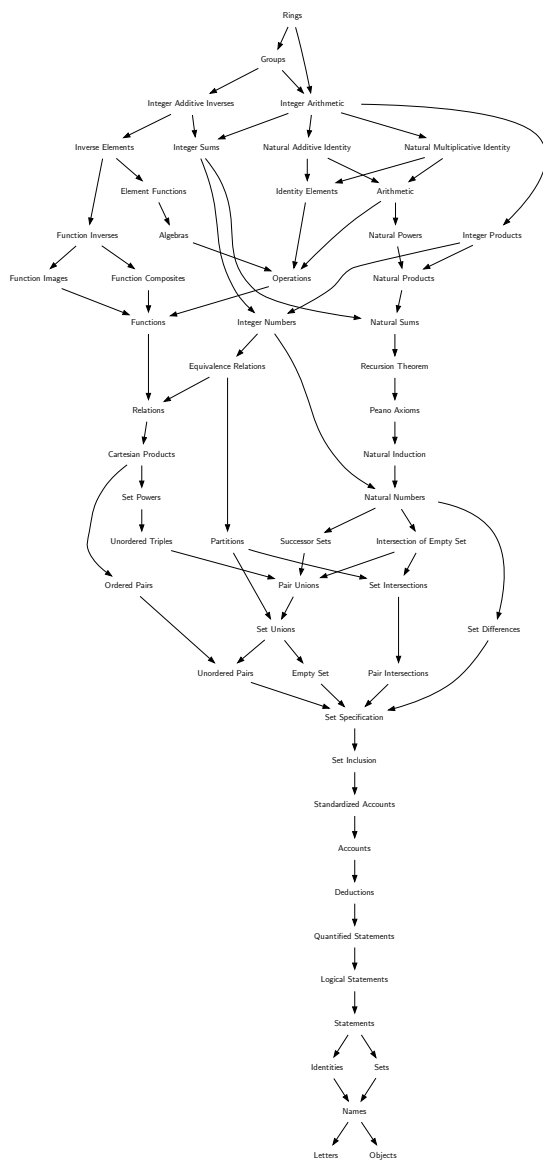 Rings
Groups
Integer Additive Inverses
Integer Arithmetic
Inverse Elements
Integer Sums
Natural Additive Identity
Natural Multiplicative Identity
Element Functions
Identity Elements
Arithmetic
Function Inverses
Algebras
Natural Powers
Integer Products
Function Images
Function Composites
Operations
Natural Products
Functions
Integer Numbers
Natural Sums
Equivalence Relations
Recursion Theorem
Relations
Peano Axioms
Cartesian Products
Natural Induction
Set Powers
Natural Numbers
Unordered Triples
Partitions
Successor Sets
Intersection of Empty Set
Ordered Pairs
Pair Unions
Set Intersections
Set Unions
Set Differences
Unordered Pairs
Empty Set
Pair Intersections
Set Specification
Set Inclusion
Standardized Accounts
Accounts
Deductions
Quantified Statements
Logical Statements
Statements
Identities
Sets
Names
Letters
Objects